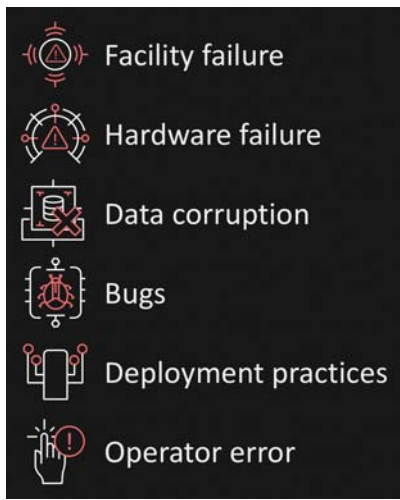 Facility failure
Hardware failure
Data corruption
Bugs
Deployment practices
Operator error